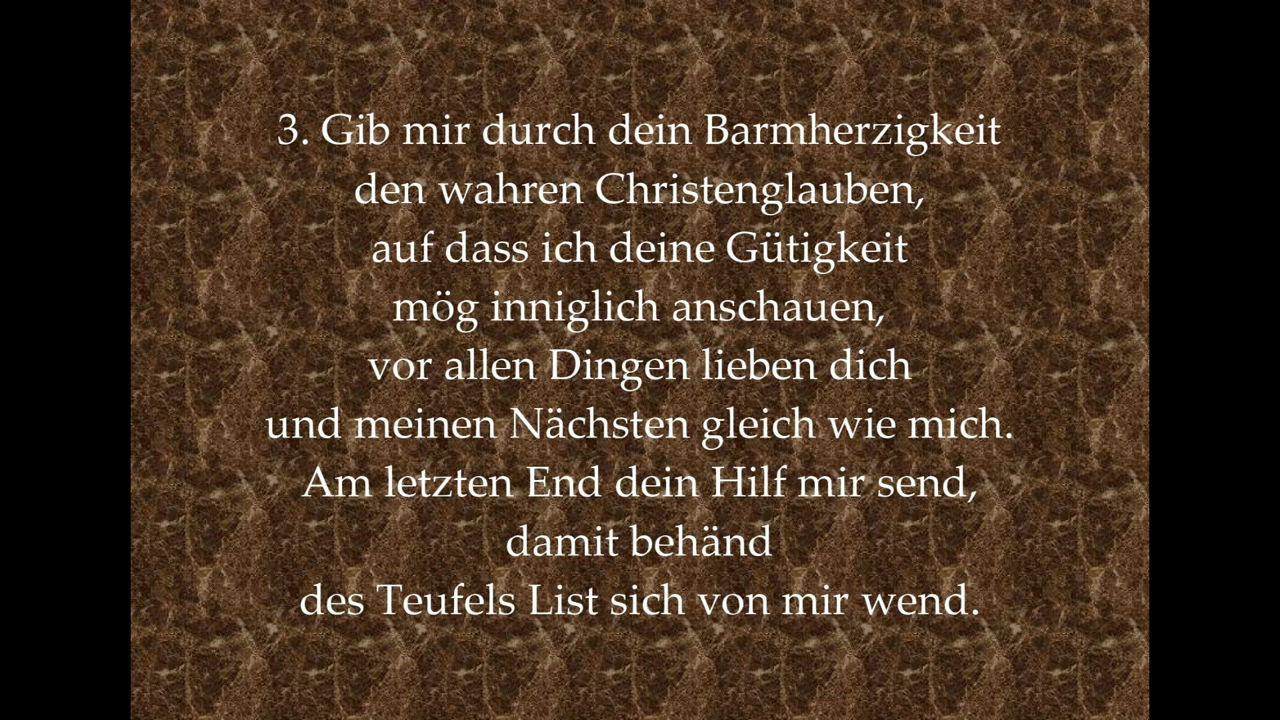 3. Gib mir durch dein Barmherzigkeit
den wahren Christenglauben,
auf dass ich deine Gütigkeit
mög inniglich anschauen,
vor allen Dingen lieben dich
und meinen Nächsten gleich wie mich.
Am letzten End dein Hilf mir send,
damit behänd
des Teufels List sich von mir wend.